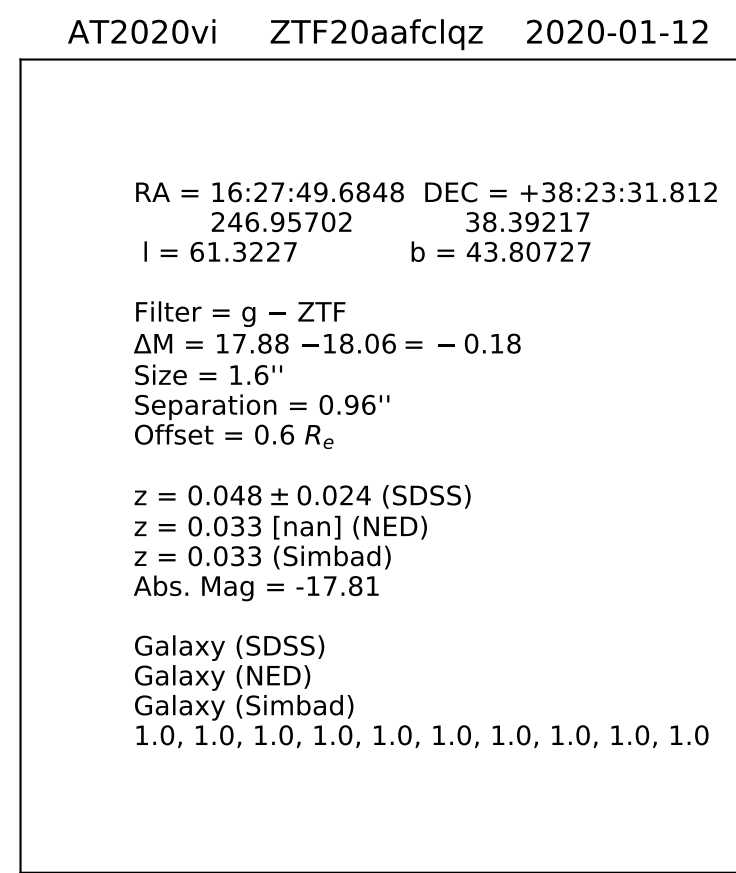 AT2020vi ZTF20aafclqz 2020-01-12
RA = 16:27:49.6848 DEC = +38:23:31.812
246.95702 38.39217
l = 61.3227 b = 43.80727
Filter = g − ZTF
ΔM = 17.88 −18.06 = − 0.18
Size = 1.6''
Separation = 0.96''
Offset = 0.6 Rₑ
z = 0.048 ± 0.024 (SDSS)
z = 0.033 [nan] (NED)
z = 0.033 (Simbad)
Abs. Mag = -17.81
Galaxy (SDSS)
Galaxy (NED)
Galaxy (Simbad)
1.0, 1.0, 1.0, 1.0, 1.0, 1.0, 1.0, 1.0, 1.0, 1.0